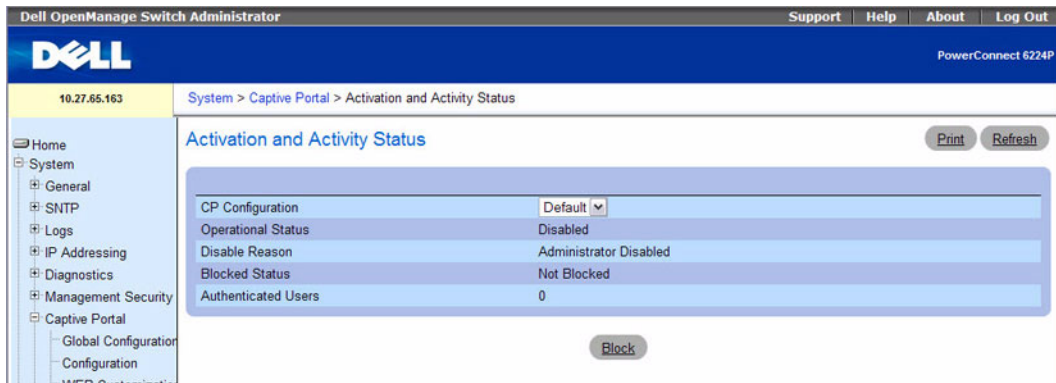 Dell OpenManage Switch Administrator
Support Help About Log Out
DELL
PowerConnect 6224P
10.27.65.163
System > Captive Portal > Activation and Activity Status
Home
System
General
SNTP
Logs
IP Addressing
Diagnostics
Management Security
Captive Portal
Global Configuration
Configuration
Activation and Activity Status
Print Refresh
CP Configuration Default
Operational Status Disabled
Disable Reason Administrator Disabled
Blocked Status Not Blocked
Authenticated Users 0
Block